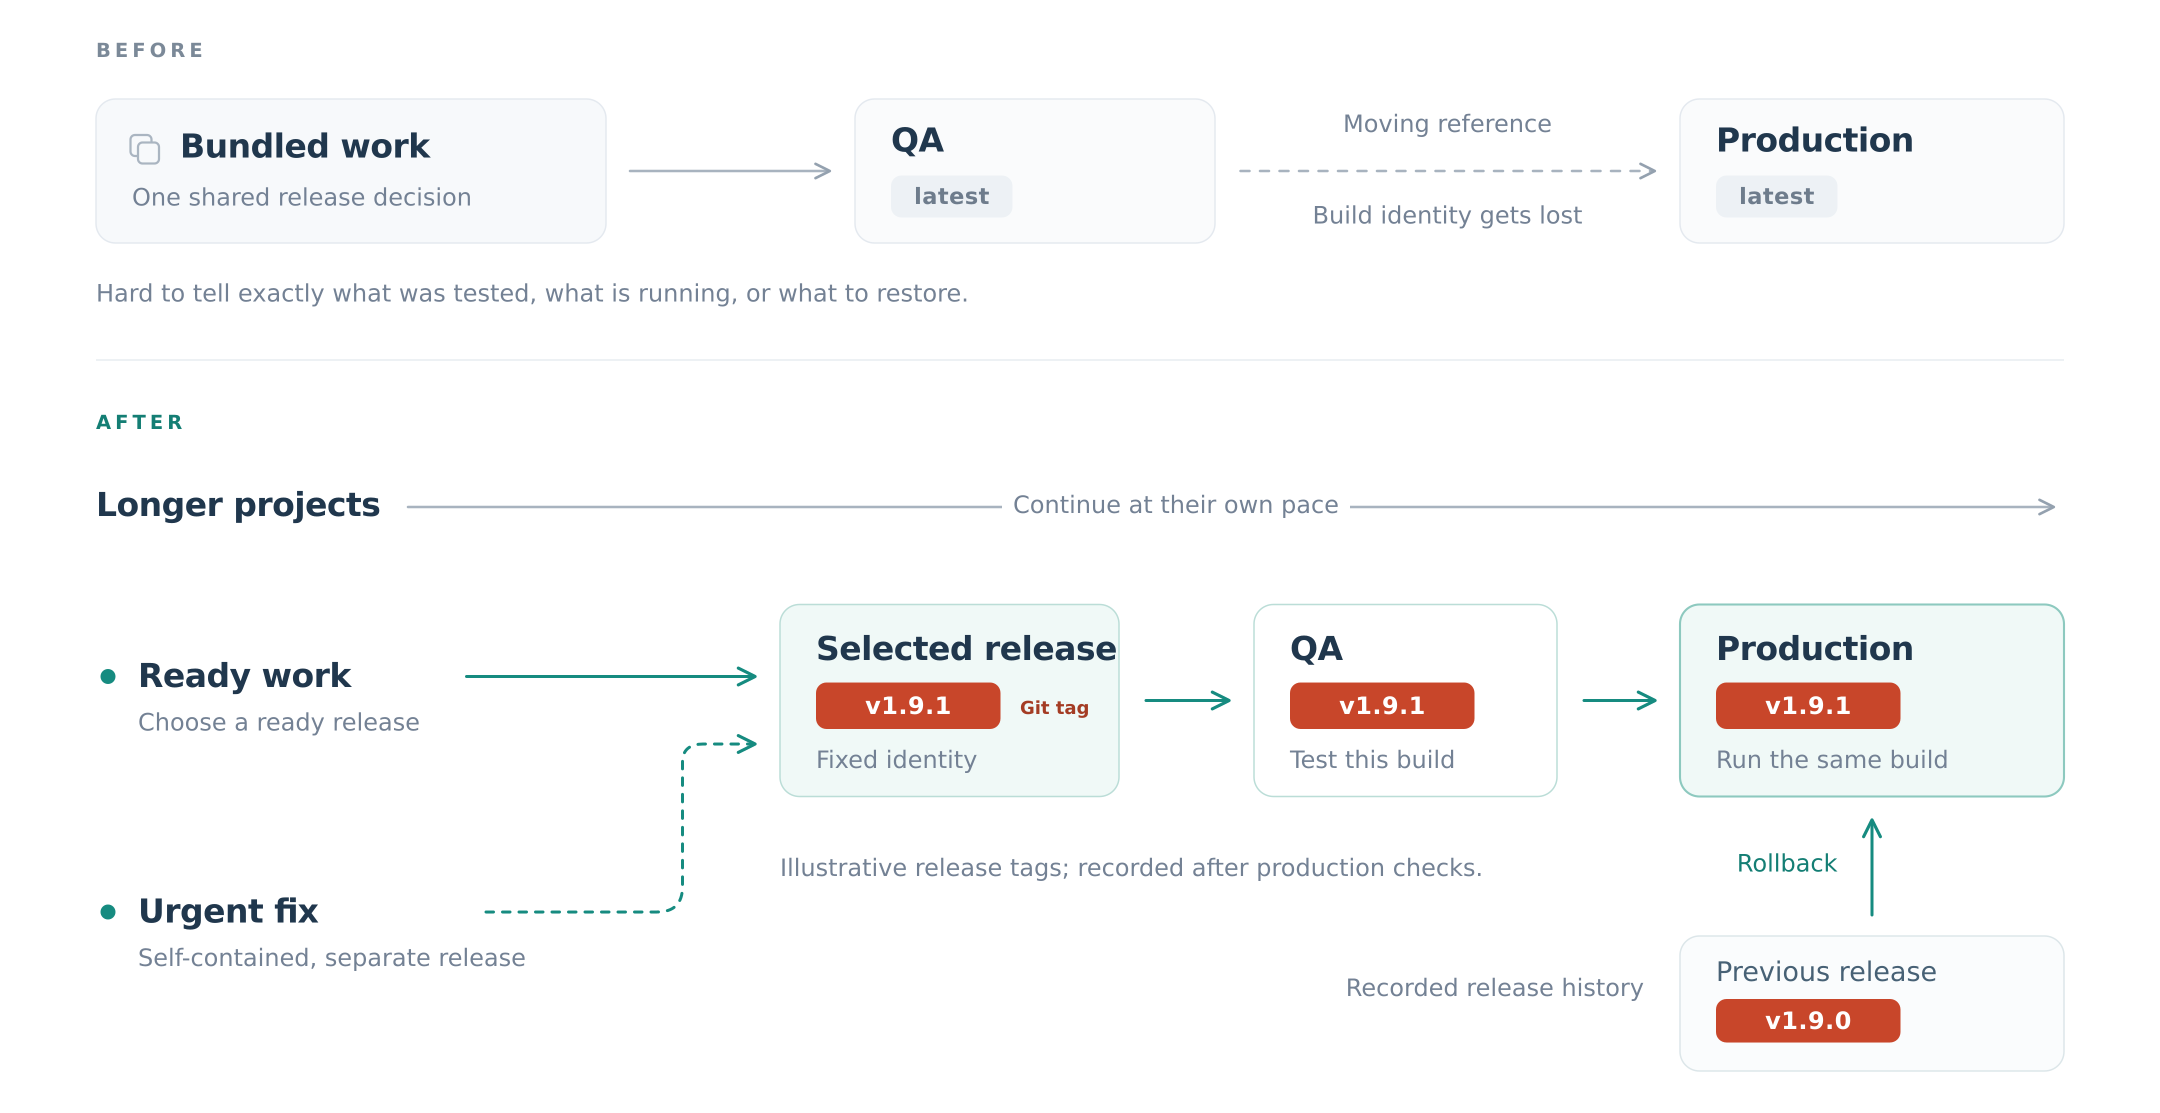 BEFORE
Bundled work
One shared release decision
QA
latest
Moving reference
Build identity gets lost
Production
latest
Hard to tell exactly what was tested, what is running, or what to restore.
AFTER
Longer projects
Continue at their own pace
Ready work
Choose a ready release
Urgent fix
Self-contained, separate release
Selected release
v1.9.1
Git tag
Fixed identity
QA
v1.9.1
Test this build
Production
v1.9.1
Run the same build
Illustrative release tags; recorded after production checks.
Rollback
Recorded release history
Previous release
v1.9.0